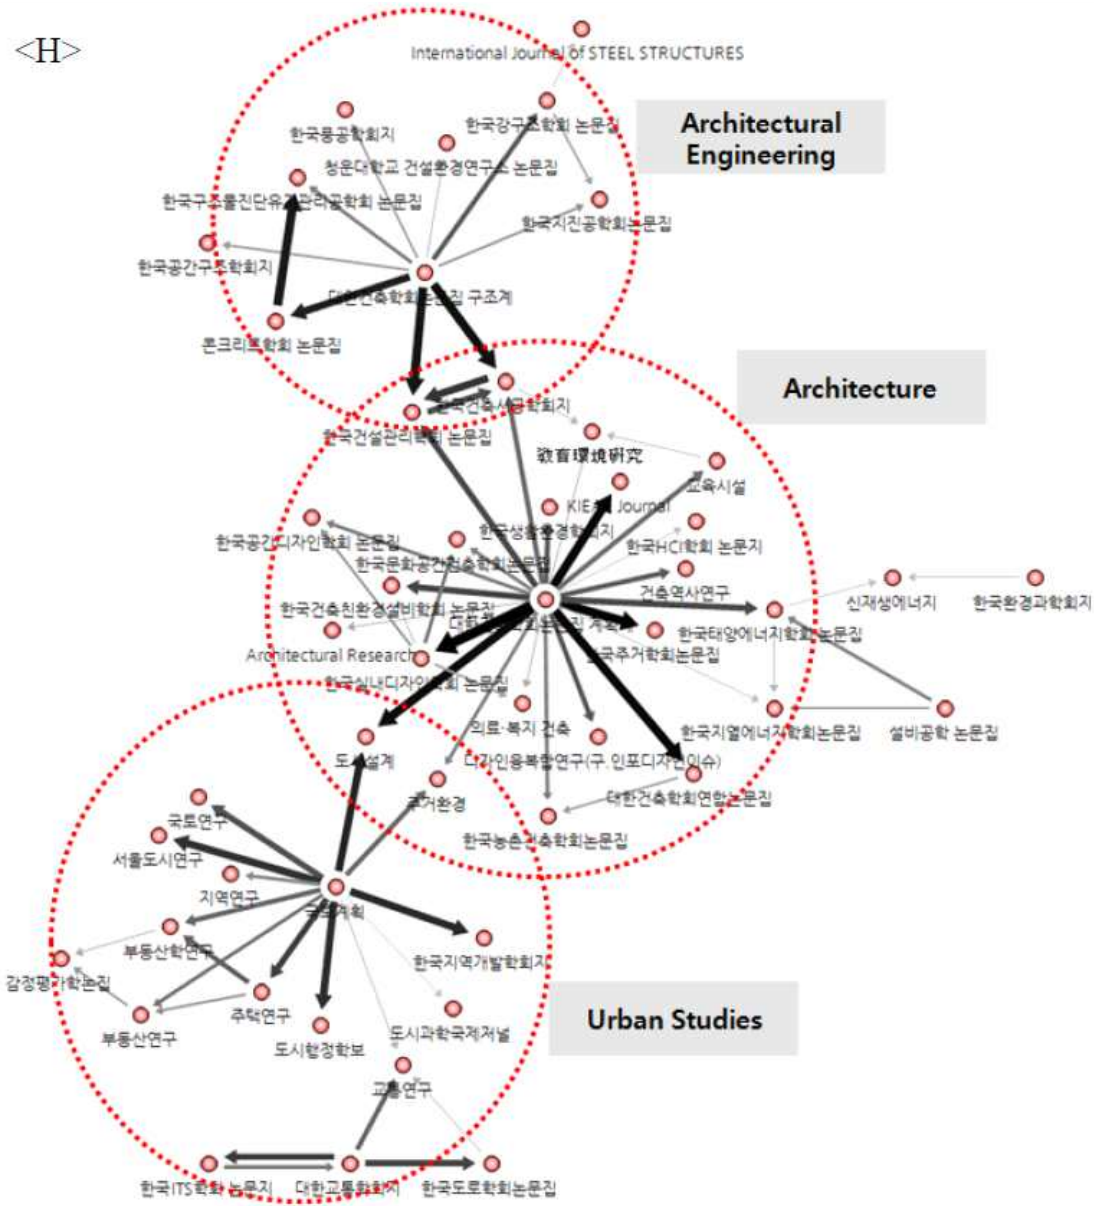 <H>
International Journal of STEEL STRUCTURES
한국강구조학회 논문집
한국풍공학회지
청운대학교 건설환경연구소 논문집
Architectural
Engineering
한국구조물진단유지관리공학회 논문집
한국지진공학회논문집
한국공간구조학회지
대한건축학회논문집 구조계
콘크리트학회 논문집
Architecture
한국건축시공학회지
한국건설관리학회 논문집
敎育環境硏究
교육시설
KIEAE Journal
한국생활환경학회지
한국공간디자인학회 논문집
한국HCI학회 논문지
한국문화공간건축학회논문집
건축역사연구
신재생에너지
한국환경과학회지
한국건축친환경설비학회 논문집
대한건축학회논문집 계획계
한국태양에너지학회 논문집
한국주거학회논문집
Architectural Research
한국실내디자인학회 논문집
의료·복지 건축
한국지열에너지학회논문집
설비공학 논문집
도시설계
디자인융복합연구(구.인포디자인이슈)
대한건축학회연합논문집
주거환경
국토연구
한국농촌건축학회논문집
서울도시연구
지역연구
국토계획
부동산학연구
한국지역개발학회지
감정평가학논집
주택연구
부동산연구
도시행정학보
도시과학국제저널
Urban Studies
교통연구
한국ITS학회 논문지
대한교통학회지
한국도로학회논문집